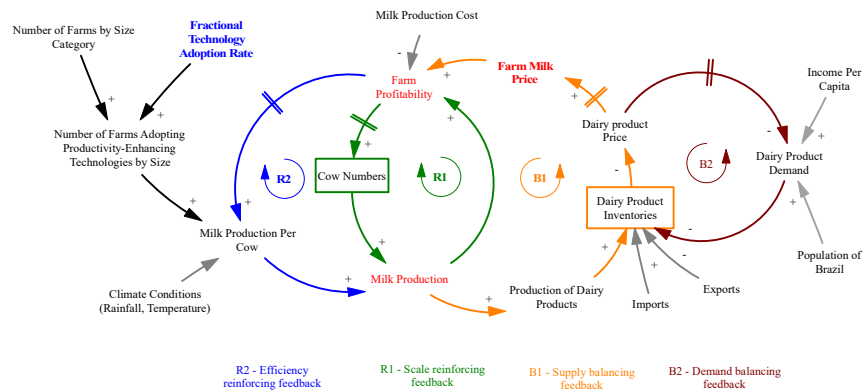 Milk Production Cost
Number of Farms by Size
Category
Fractional
Technology
Adoption Rate
-
+
Farm
Profitability
Farm Milk
Price
+
Income Per
Capita
+
+
Number of Farms Adopting
Productivity-Enhancing
Technologies by Size
+
+
Dairy product
Price
-
+
Dairy Product
Demand
R2
Cow Numbers
R1
B1
-
B2
Dairy Product
Inventories
+
+
+
+
+
Milk Production Per
Cow
+
-
-
+
Population of
Brazil
+
Milk Production
Climate Conditions
(Rainfall, Temperature)
+
+
Production of Dairy
Products
Imports
Exports
R2 - Efficiency
reinforcing feedback
R1 - Scale reinforcing
feedback
B1 - Supply balancing
feedback
B2 - Demand balancing
feedback